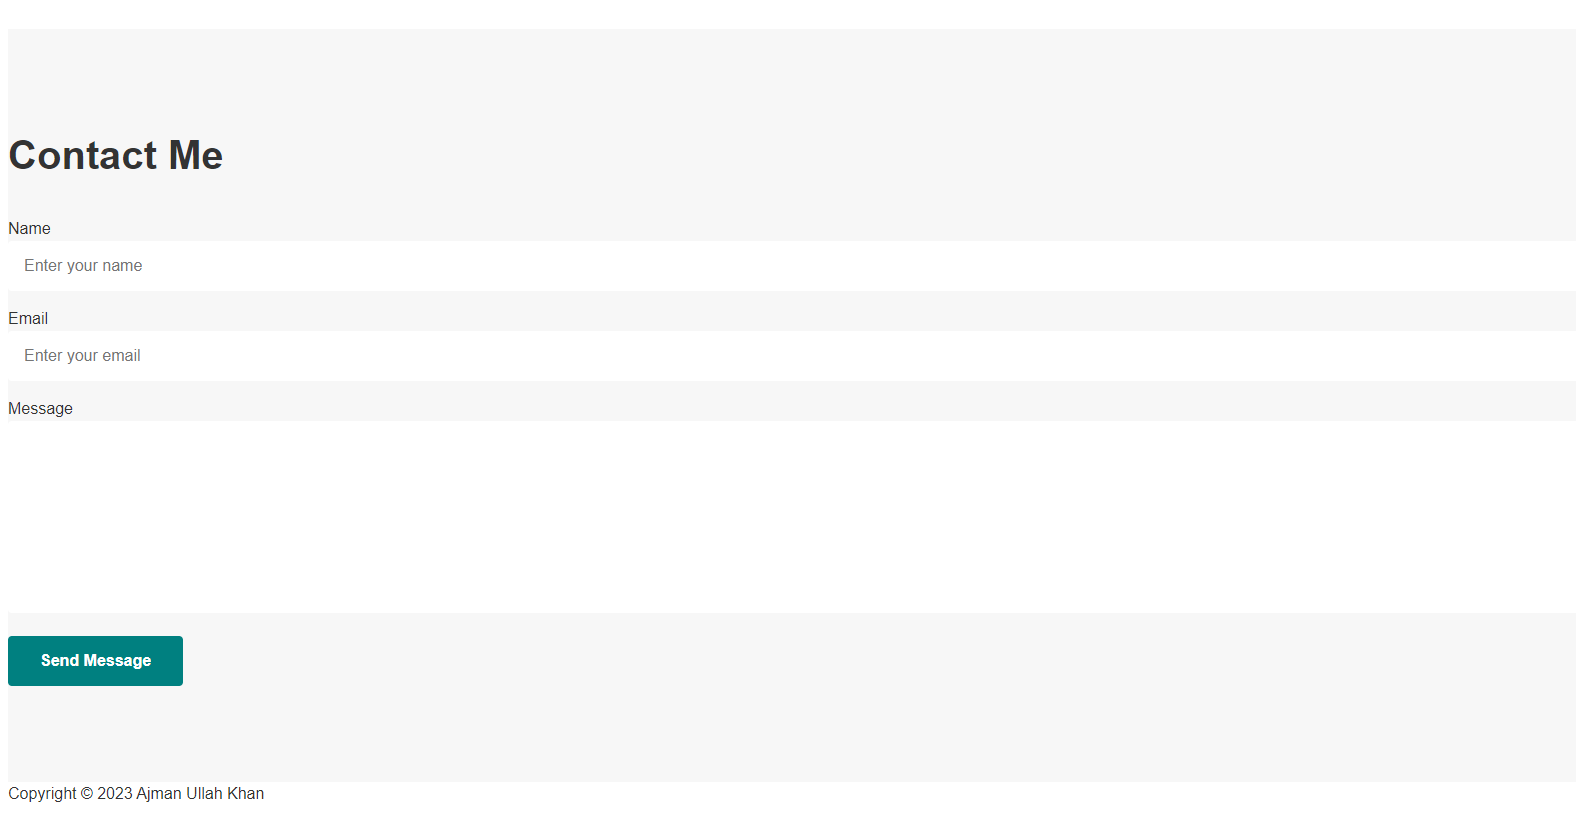 Contact Me
Name
Enter your name
Email
Enter your email
Message
Send Message
Copyright © 2023 Ajman Ullah Khan